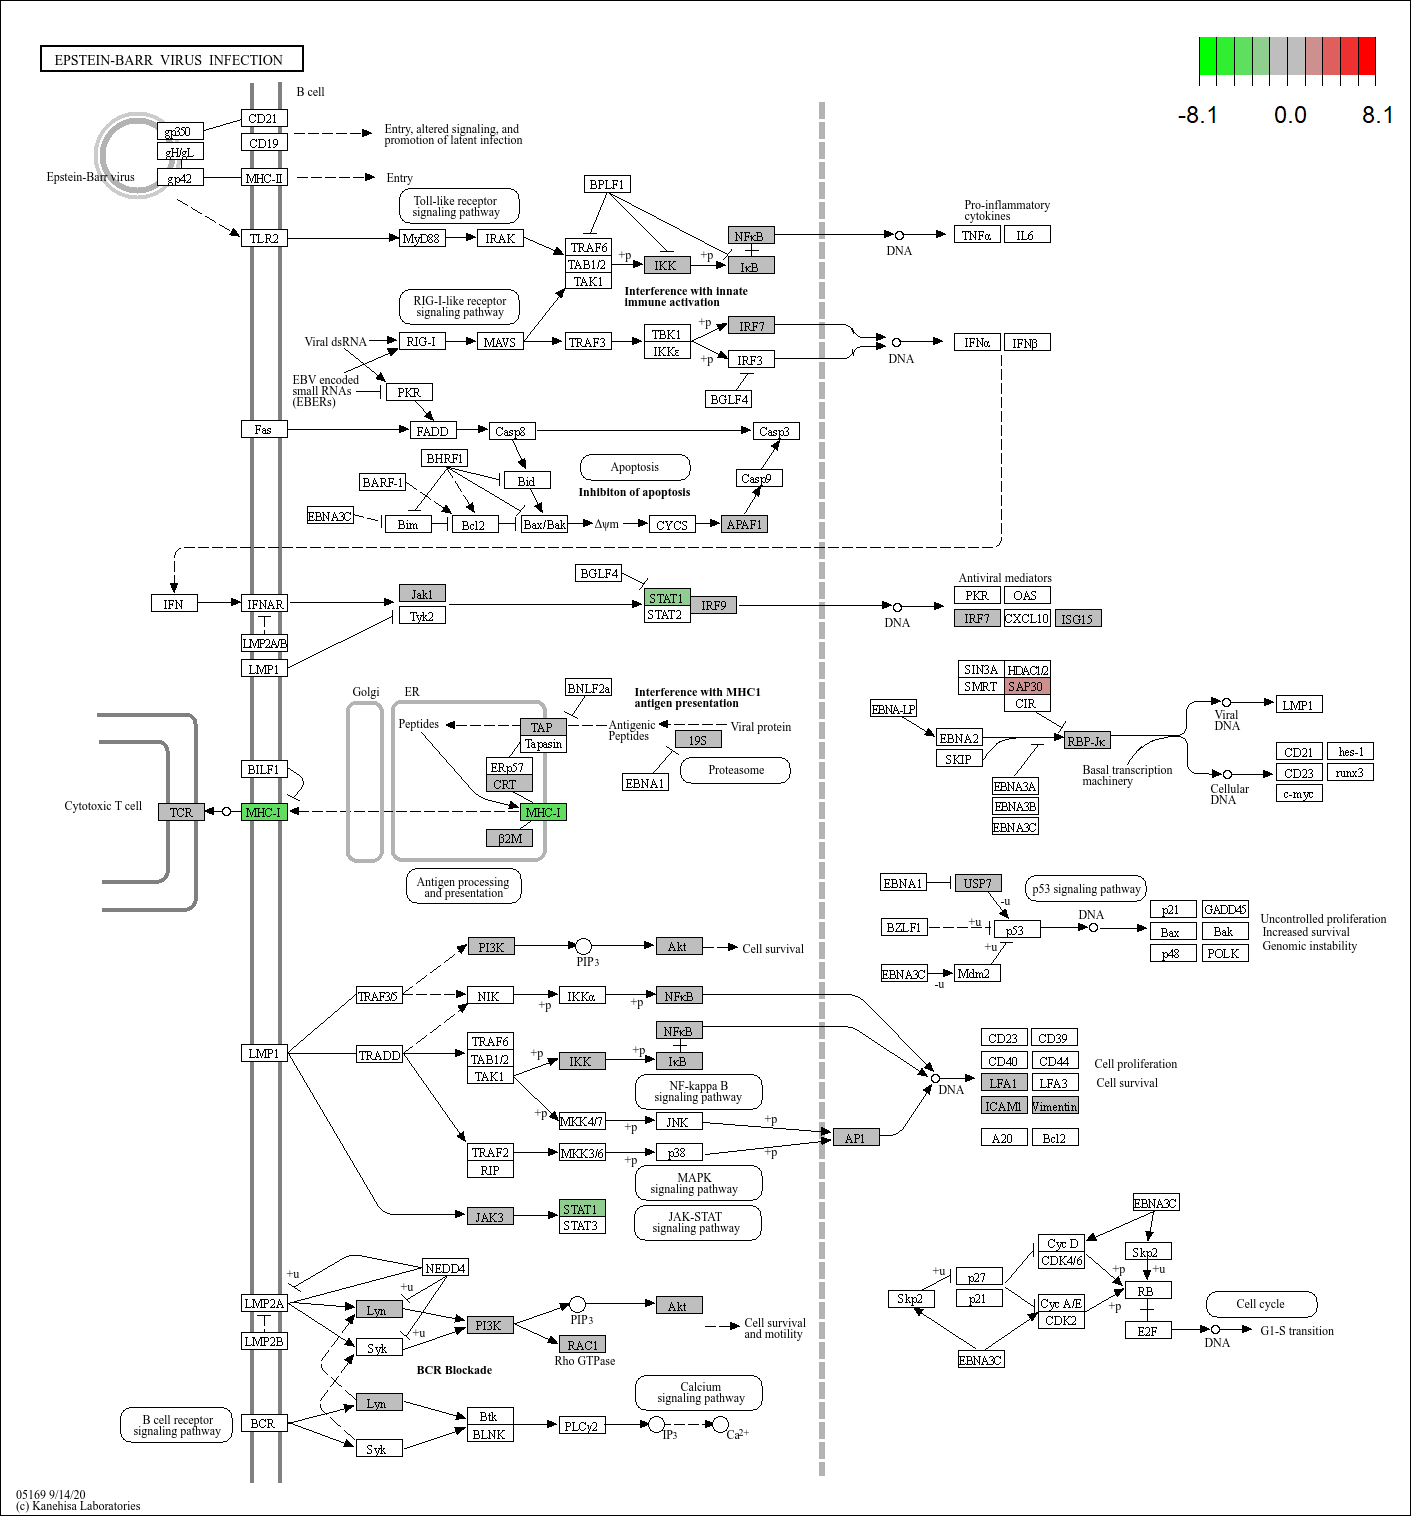 EPSTEIN-BARR VIRUS INFECTION
-8.1
0.0
8.1
B cell
CD21
gp350
Entry, altered signaling, and
promotion of latent infection
CD19
gH/gL
Epstein-Barr virus
gp42
MHC-II
Entry
BPLF1
Toll-like receptor
signaling pathway
Pro-inflammatory
cytokines
TLR2
MyD88
IRAK
TRAF6
TAB1/2
TAK1
+p
IKK
+p
NFκB
IκB
DNA
TNFα
IL6
Interference with innate
immune activation
RIG-I-like receptor
signaling pathway
Viral dsRNA
RIG-I
MAVS
TRAF3
TBK1
IKKε
+p
+p
IRF7
IRF3
DNA
IFNα
IFNβ
EBV encoded
small RNAs
(EBERs)
PKR
BGLF4
Fas
FADD
Casp8
Casp3
BHRF1
Apoptosis
Casp9
BARF-1
Bid
Inhibiton of apoptosis
EBNA3C
Bim
Bcl2
Bax/Bak
Δψm
CYCS
APAF1
BGLF4
Antiviral mediators
IFN
IFNAR
Jak1
Tyk2
STAT1
STAT2
IRF9
DNA
PKR
OAS
IRF7
CXCL10
ISG15
LMP2A/B
LMP1
Golgi
ER
BNLF2a
Interference with MHC1
antigen presentation
SIN3A
HDAC1/2
SMRT
SAP30
CIR
Peptides
TAP
Tapasin
Antigenic
Peptides
Viral protein
19S
EBNA-LP
EBNA2
SKIP
RBP-Jκ
Viral
DNA
LMP1
BILF1
ERp57
CRT
EBNA1
Proteasome
Basal transcription
machinery
EBNA3A
EBNA3B
EBNA3C
Cellular
DNA
CD21
hes-1
CD23
runx3
c-myc
Cytotoxic T cell
TCR
MHC-I
MHC-I
β2M
Antigen processing
and presentation
EBNA1
USP7
p53 signaling pathway
-u
BZLF1
+u
p53
+u
DNA
EBNA3C
-u
Mdm2
p21
GADD45
Bax
Bak
p48
POLK
Uncontrolled proliferation
Increased survival
Genomic instability
PI3K
PIP3
Akt
Cell survival
TRAF3/5
NIK
+p
IKKα
+p
NFκB
LMP1
TRADD
TRAF6
TAB1/2
TAK1
+p
IKK
+p
NFκB
IκB
NF-kappa B
signaling pathway
+p
MKK4/7
+p
JNK
+p
TRAF2
RIP
MKK3/6
+p
p38
+p
AP1
MAPK
signaling pathway
DNA
CD23
CD39
CD40
CD44
LFA1
LFA3
ICAM1
Vimentin
A20
Bcl2
Cell proliferation
Cell survival
JAK3
STAT1
STAT3
JAK-STAT
signaling pathway
NEDD4
+u
+u
+u
LMP2A
LMP2B
Lyn
Syk
PI3K
PIP3
Akt
RAC1
Rho GTPase
Cell survival
and motility
BCR Blockade
EBNA3C
Cyc D
CDK4/6
Skp2
+p
+u
+u
p27
p21
Skp2
Cyc A/E
CDK2
+p
RB
E2F
Cell cycle
DNA
G1-S transition
EBNA3C
B cell receptor
signaling pathway
BCR
Lyn
Syk
Btk
BLNK
PLCγ2
IP3
Ca2+
Calcium
signaling pathway
05169 9/14/20
(c) Kanehisa Laboratories